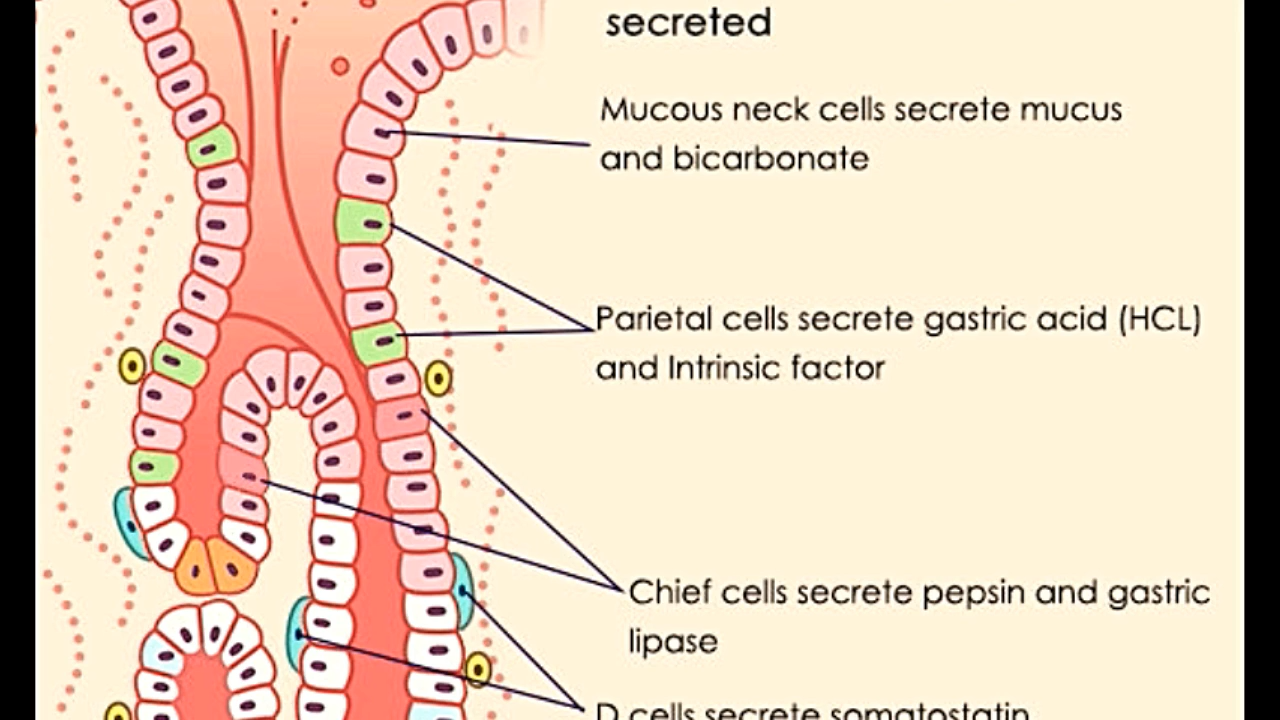 secreted
Mucous neck cells secrete mucus
and bicarbonate
Parietal cells secrete gastric acid (HCL)
and Intrinsic factor
Chief cells secrete pepsin and gastric
lipase
D cells secrete somatostatin